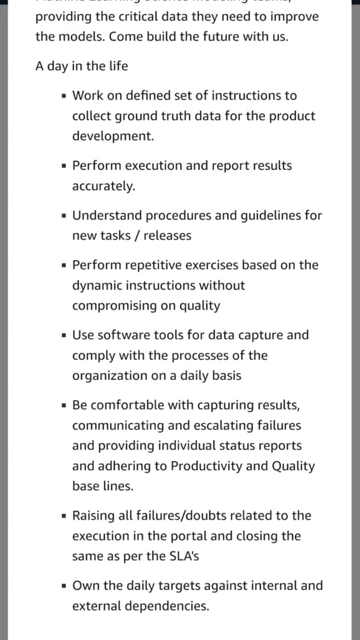 providing the critical data they need to improve
the models. Come build the future with us.
A day in the life
▪ Work on defined set of instructions to
collect ground truth data for the product
development.
▪ Perform execution and report results
accurately.
▪ Understand procedures and guidelines for
new tasks / releases
▪ Perform repetitive exercises based on the
dynamic instructions without
compromising on quality
▪ Use software tools for data capture and
comply with the processes of the
organization on a daily basis
▪ Be comfortable with capturing results,
communicating and escalating failures
and providing individual status reports
and adhering to Productivity and Quality
base lines.
▪ Raising all failures/doubts related to the
execution in the portal and closing the
same as per the SLA's
▪ Own the daily targets against internal and
external dependencies.